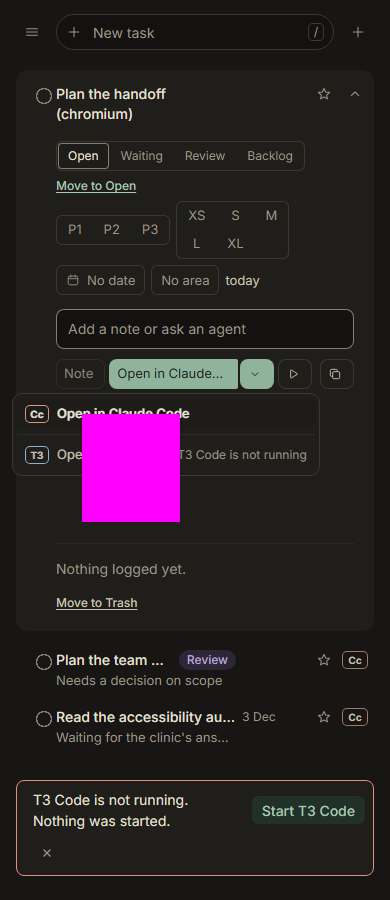 New task /
Plan the handoff
(chromium)
Open Waiting Review Backlog
Move to Open
P1 P2 P3
XS S M
L XL
No date No area today
Add a note or ask an agent
Note Open in Claude...
Cc Open in Claude Code
T3 T3 Code is not running
Nothing logged yet.
Move to Trash
Plan the team ... Review Cc
Needs a decision on scope
Read the accessibility au... 3 Dec Cc
Waiting for the clinic's ans...
T3 Code is not running.
Nothing was started.
Start T3 Code